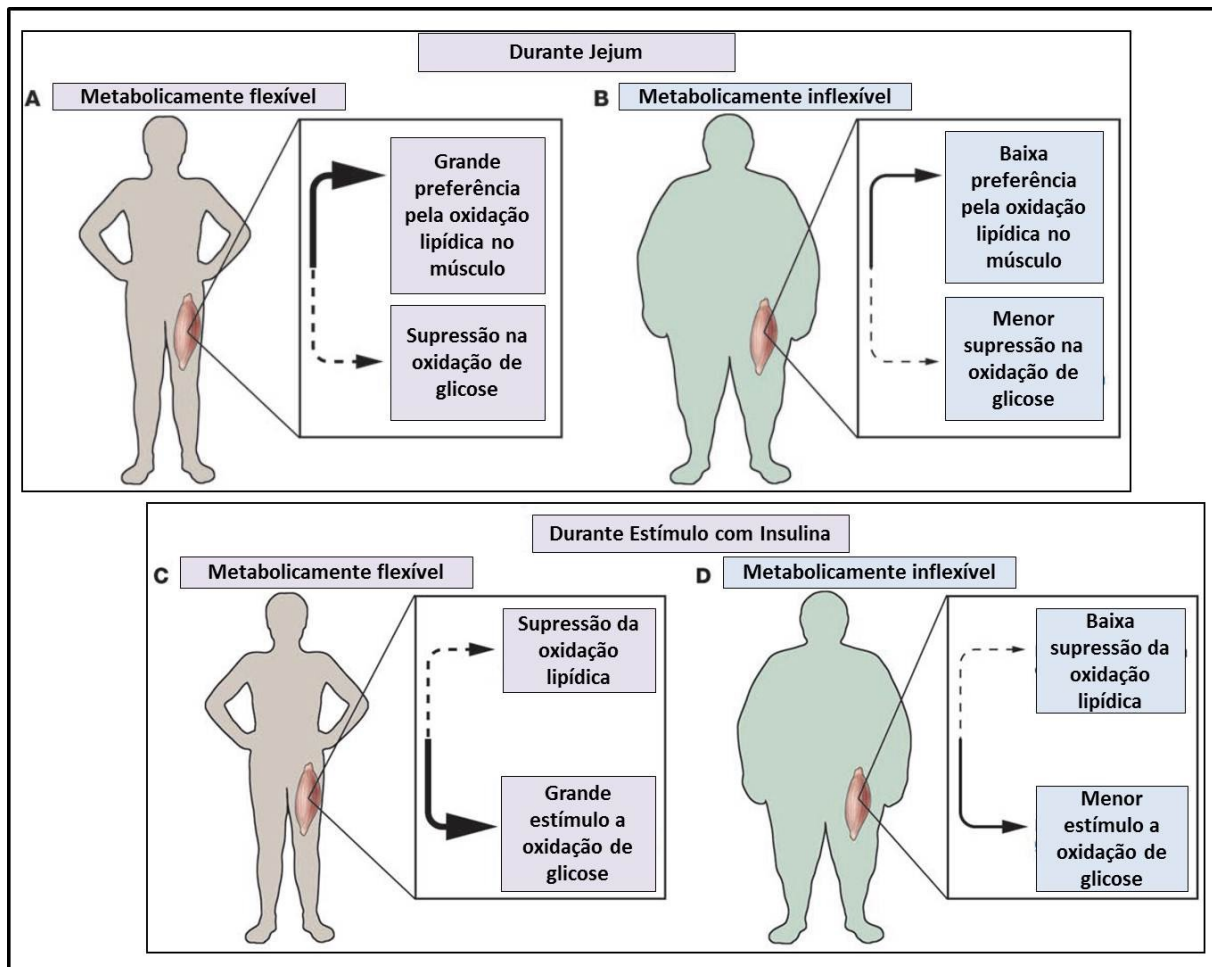 Durante Jejum
A
Metabolicamente flexível
Grande
preferência
pela oxidação
lipídica no
músculo
Supressão na
oxidação de
glicose
B
Metabolicamente inflexível
Baixa
preferência
pela oxidação
lipídica no
músculo
Menor
supressão na
oxidação de
glicose
Durante Estímulo com Insulina
C
Metabolicamente flexível
Supressão da
oxidação
lipídica
Grande
estímulo a
oxidação de
glicose
D
Metabolicamente inflexível
Baixa
supressão da
oxidação
lipídica
Menor
estímulo a
oxidação de
glicose